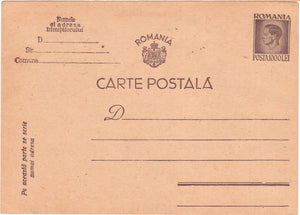 Numele
și adresa
trimițătorului
D
Str.
Comuna
ROMANIA
CARTE POSTALĂ
D
ROMANIA
POSTA 1000 LEI
Pe această parte se scrie
numai adresa